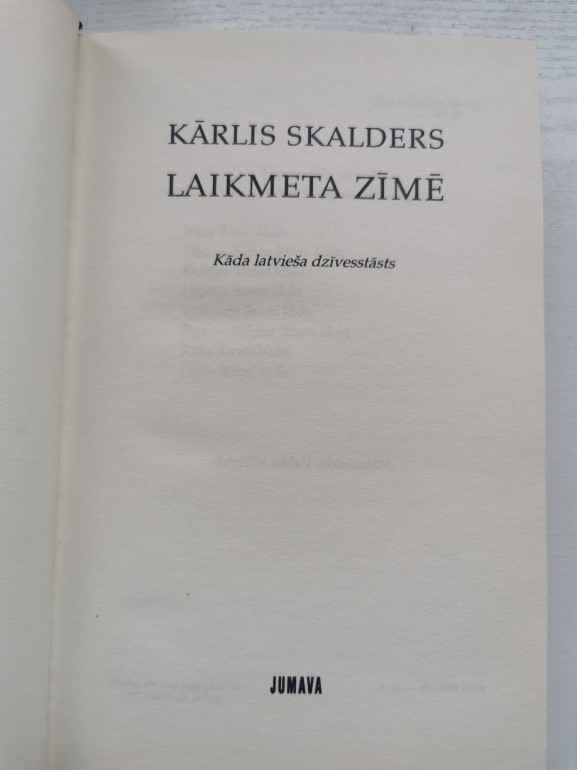 KĀRLIS SKALDERS
LAIKMETA ZĪMĒ
Kāda latvieša dzīvesstāsts
JUMAVA